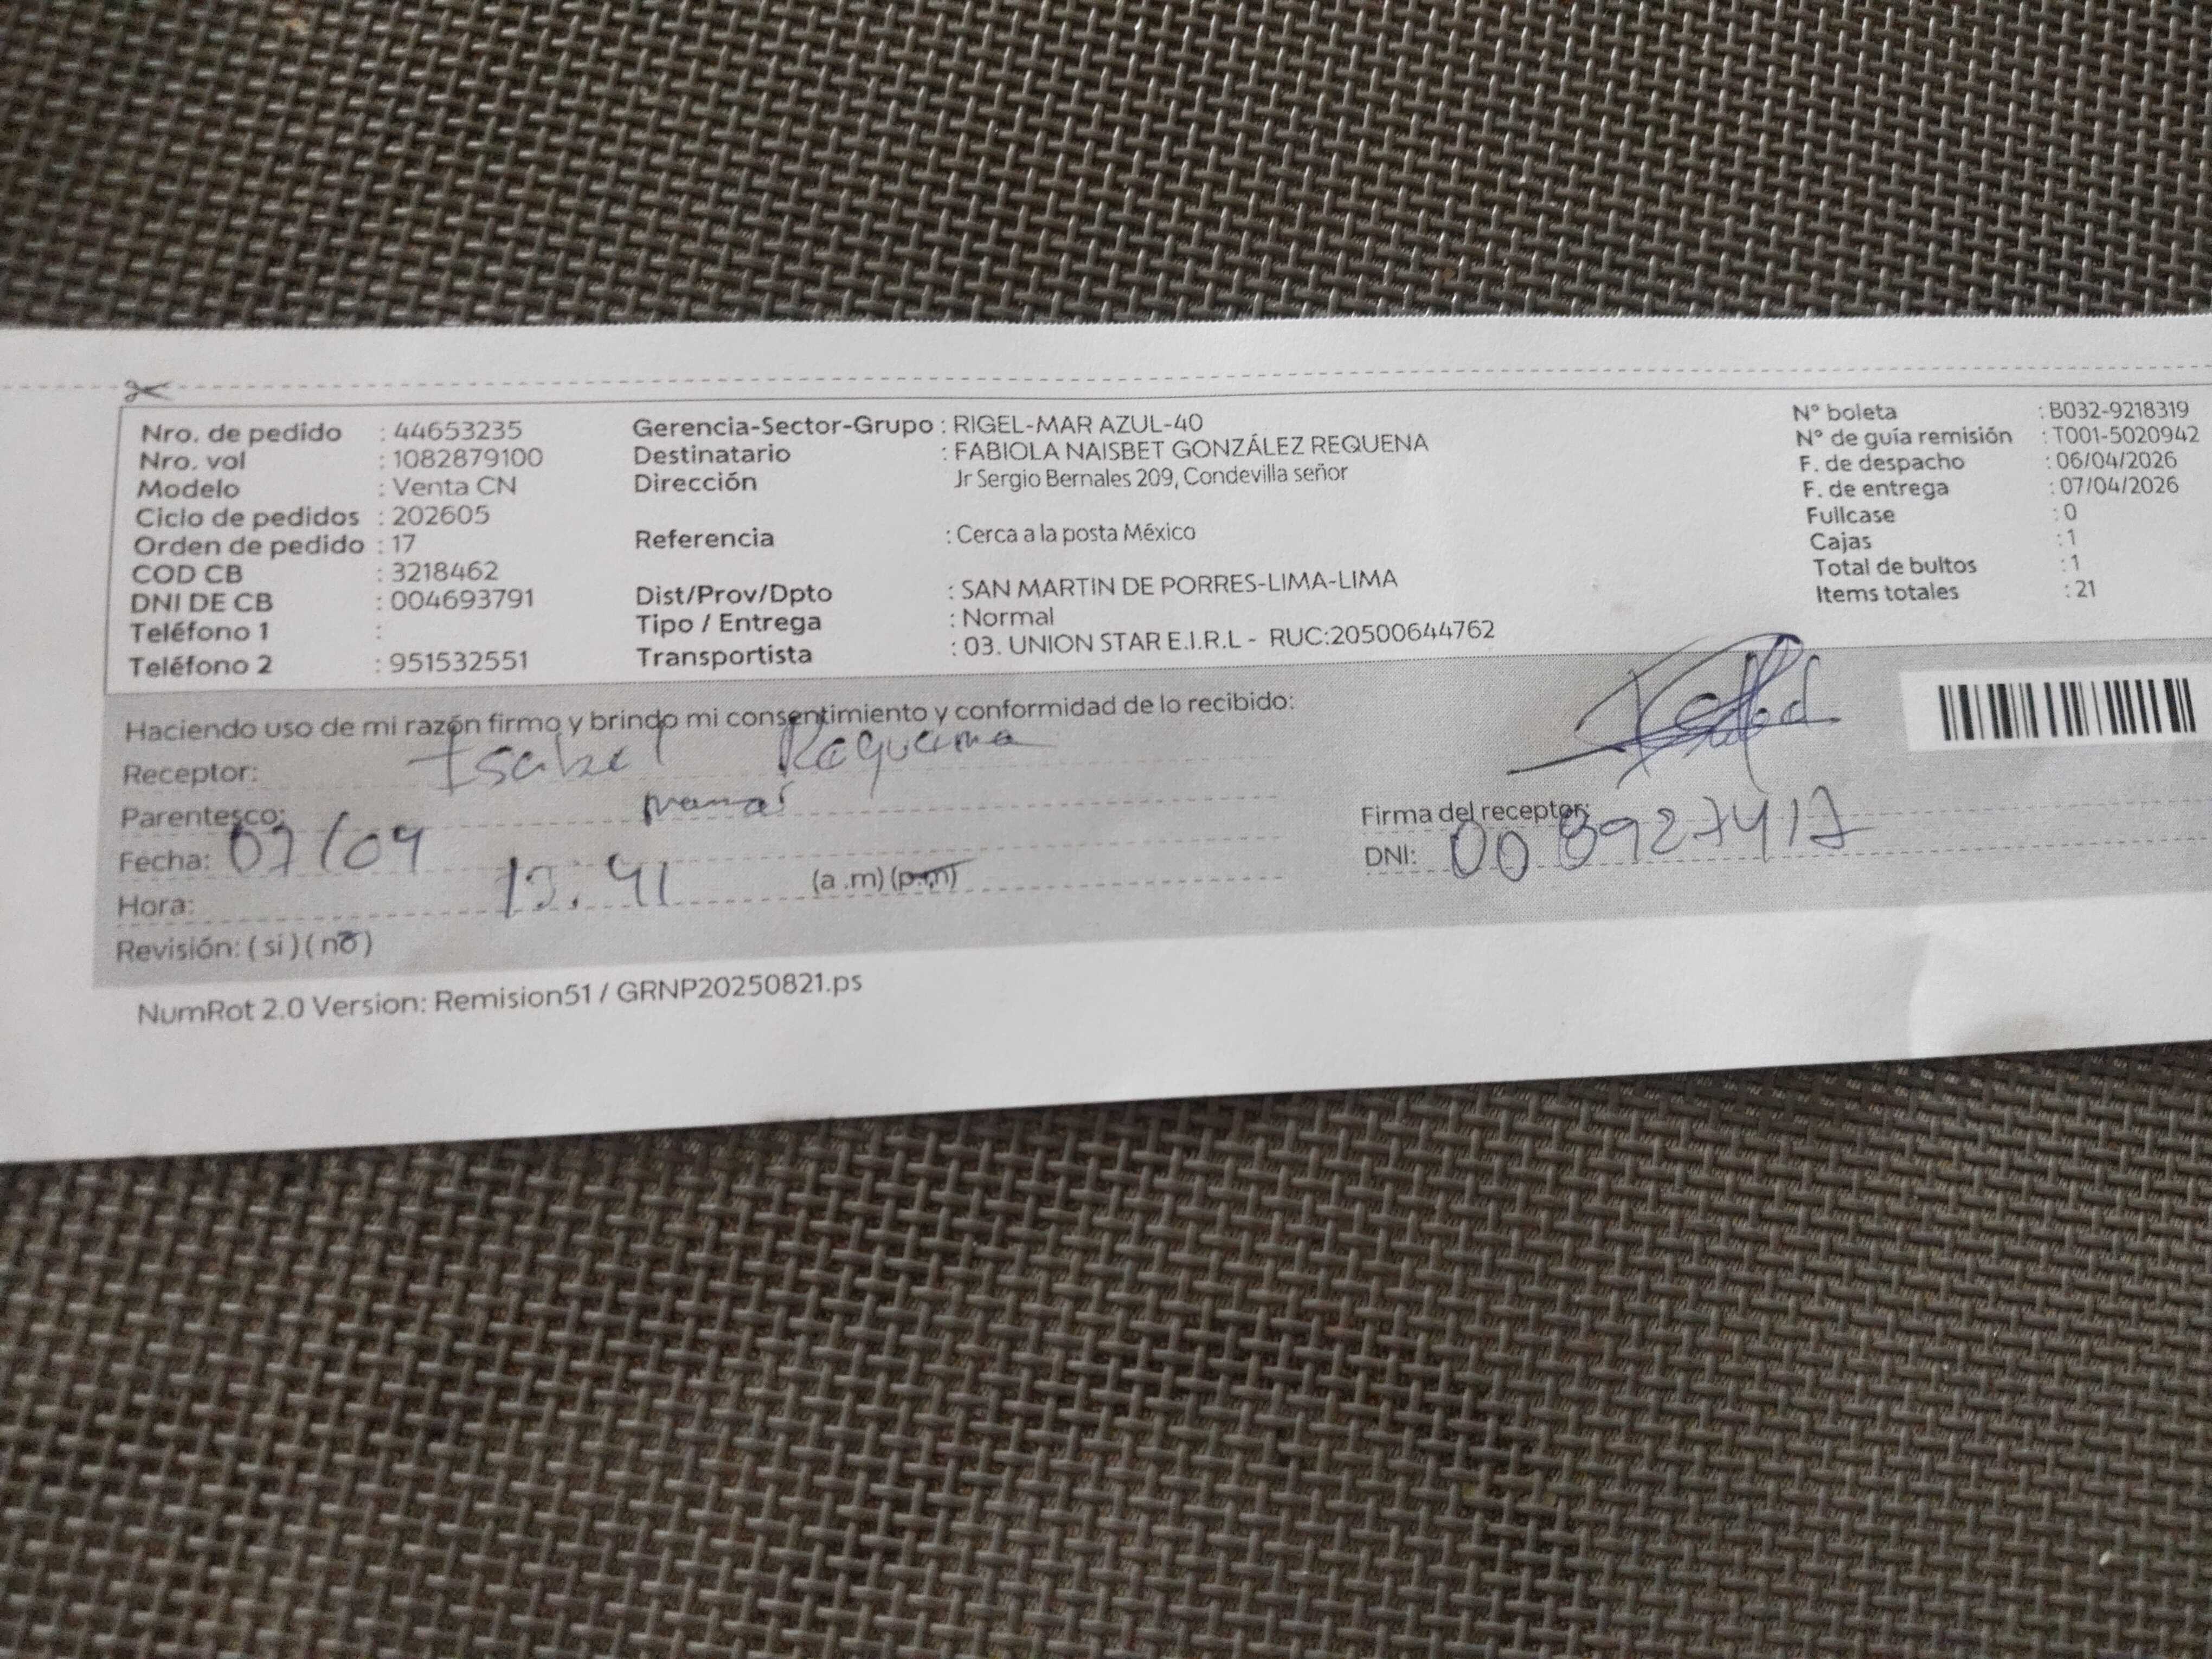 Nro. de pedido : 44653235
Nro. vol : 1082879100
Modelo : Venta CN
Ciclo de pedidos : 202605
Orden de pedido : 17
COD CB : 3218462
DNI DE CB : 004693791
Teléfono 1 :
Teléfono 2 : 951532551
Gerencia-Sector-Grupo : RIGEL-MAR AZUL-40
Destinatario : FABIOLA NAISBET GONZÁLEZ REQUENA
Dirección Jr Sergio Bernales 209, Condevilla señor
Referencia : Cerca a la posta México
Dist/Prov/Dpto : SAN MARTIN DE PORRES-LIMA-LIMA
Tipo / Entrega : Normal
Transportista : 03. UNION STAR E.I.R.L - RUC:20500644762
N° boleta : B032-9218319
N° de guía remisión : T001-5020942
F. de despacho : 06/04/2026
F. de entrega : 07/04/2026
Fullcase : 0
Cajas : 1
Total de bultos : 1
Items totales : 21
Haciendo uso de mi razón firmo y brindo mi consentimiento y conformidad de lo recibido:
Receptor: Isabel Requena
Parentesco: mamá
Fecha: 07/04
Hora: (a .m) (p.m)
Revisión: ( si ) ( no )
Firma del receptor:
DNI: 008927417
NumRot 2.0 Version: Remision51 / GRNP20250821.ps